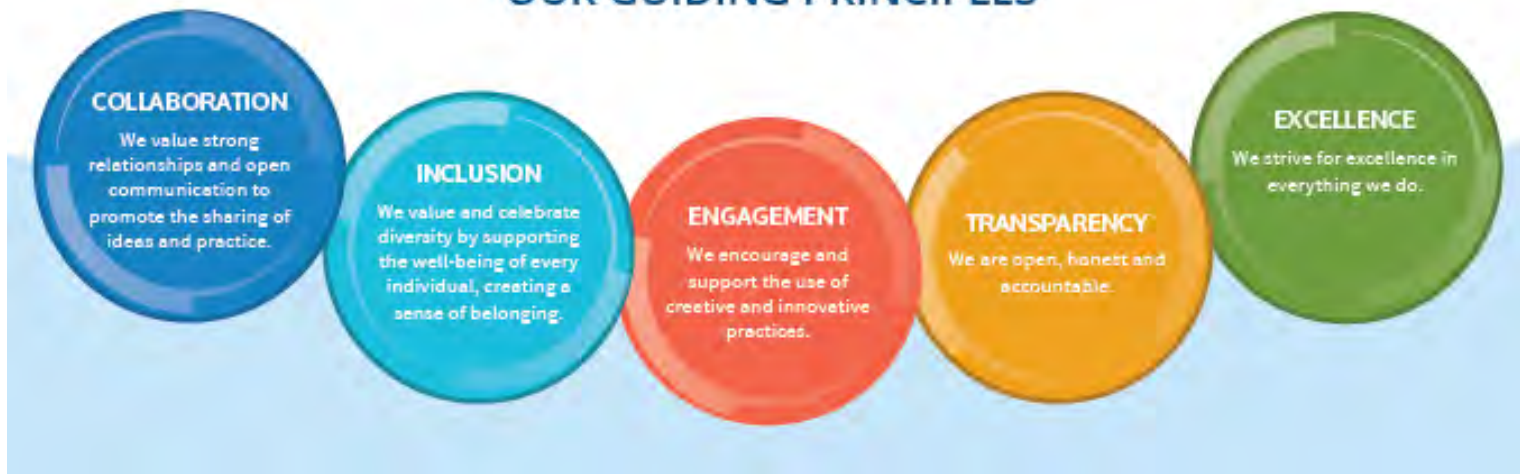 OUR GUIDING PRINCIPLES
COLLABORATION
We value strong
relationships and open
communication to
promote the sharing of
ideas and practice.
INCLUSION
We value and celebrate
diversity by supporting
the well-being of every
individual, creating a
sense of belonging.
ENGAGEMENT
We encourage and
support the use of
creative and innovative
practices.
TRANSPARENCY
We are open, honest and
accountable.
EXCELLENCE
We strive for excellence in
everything we do.